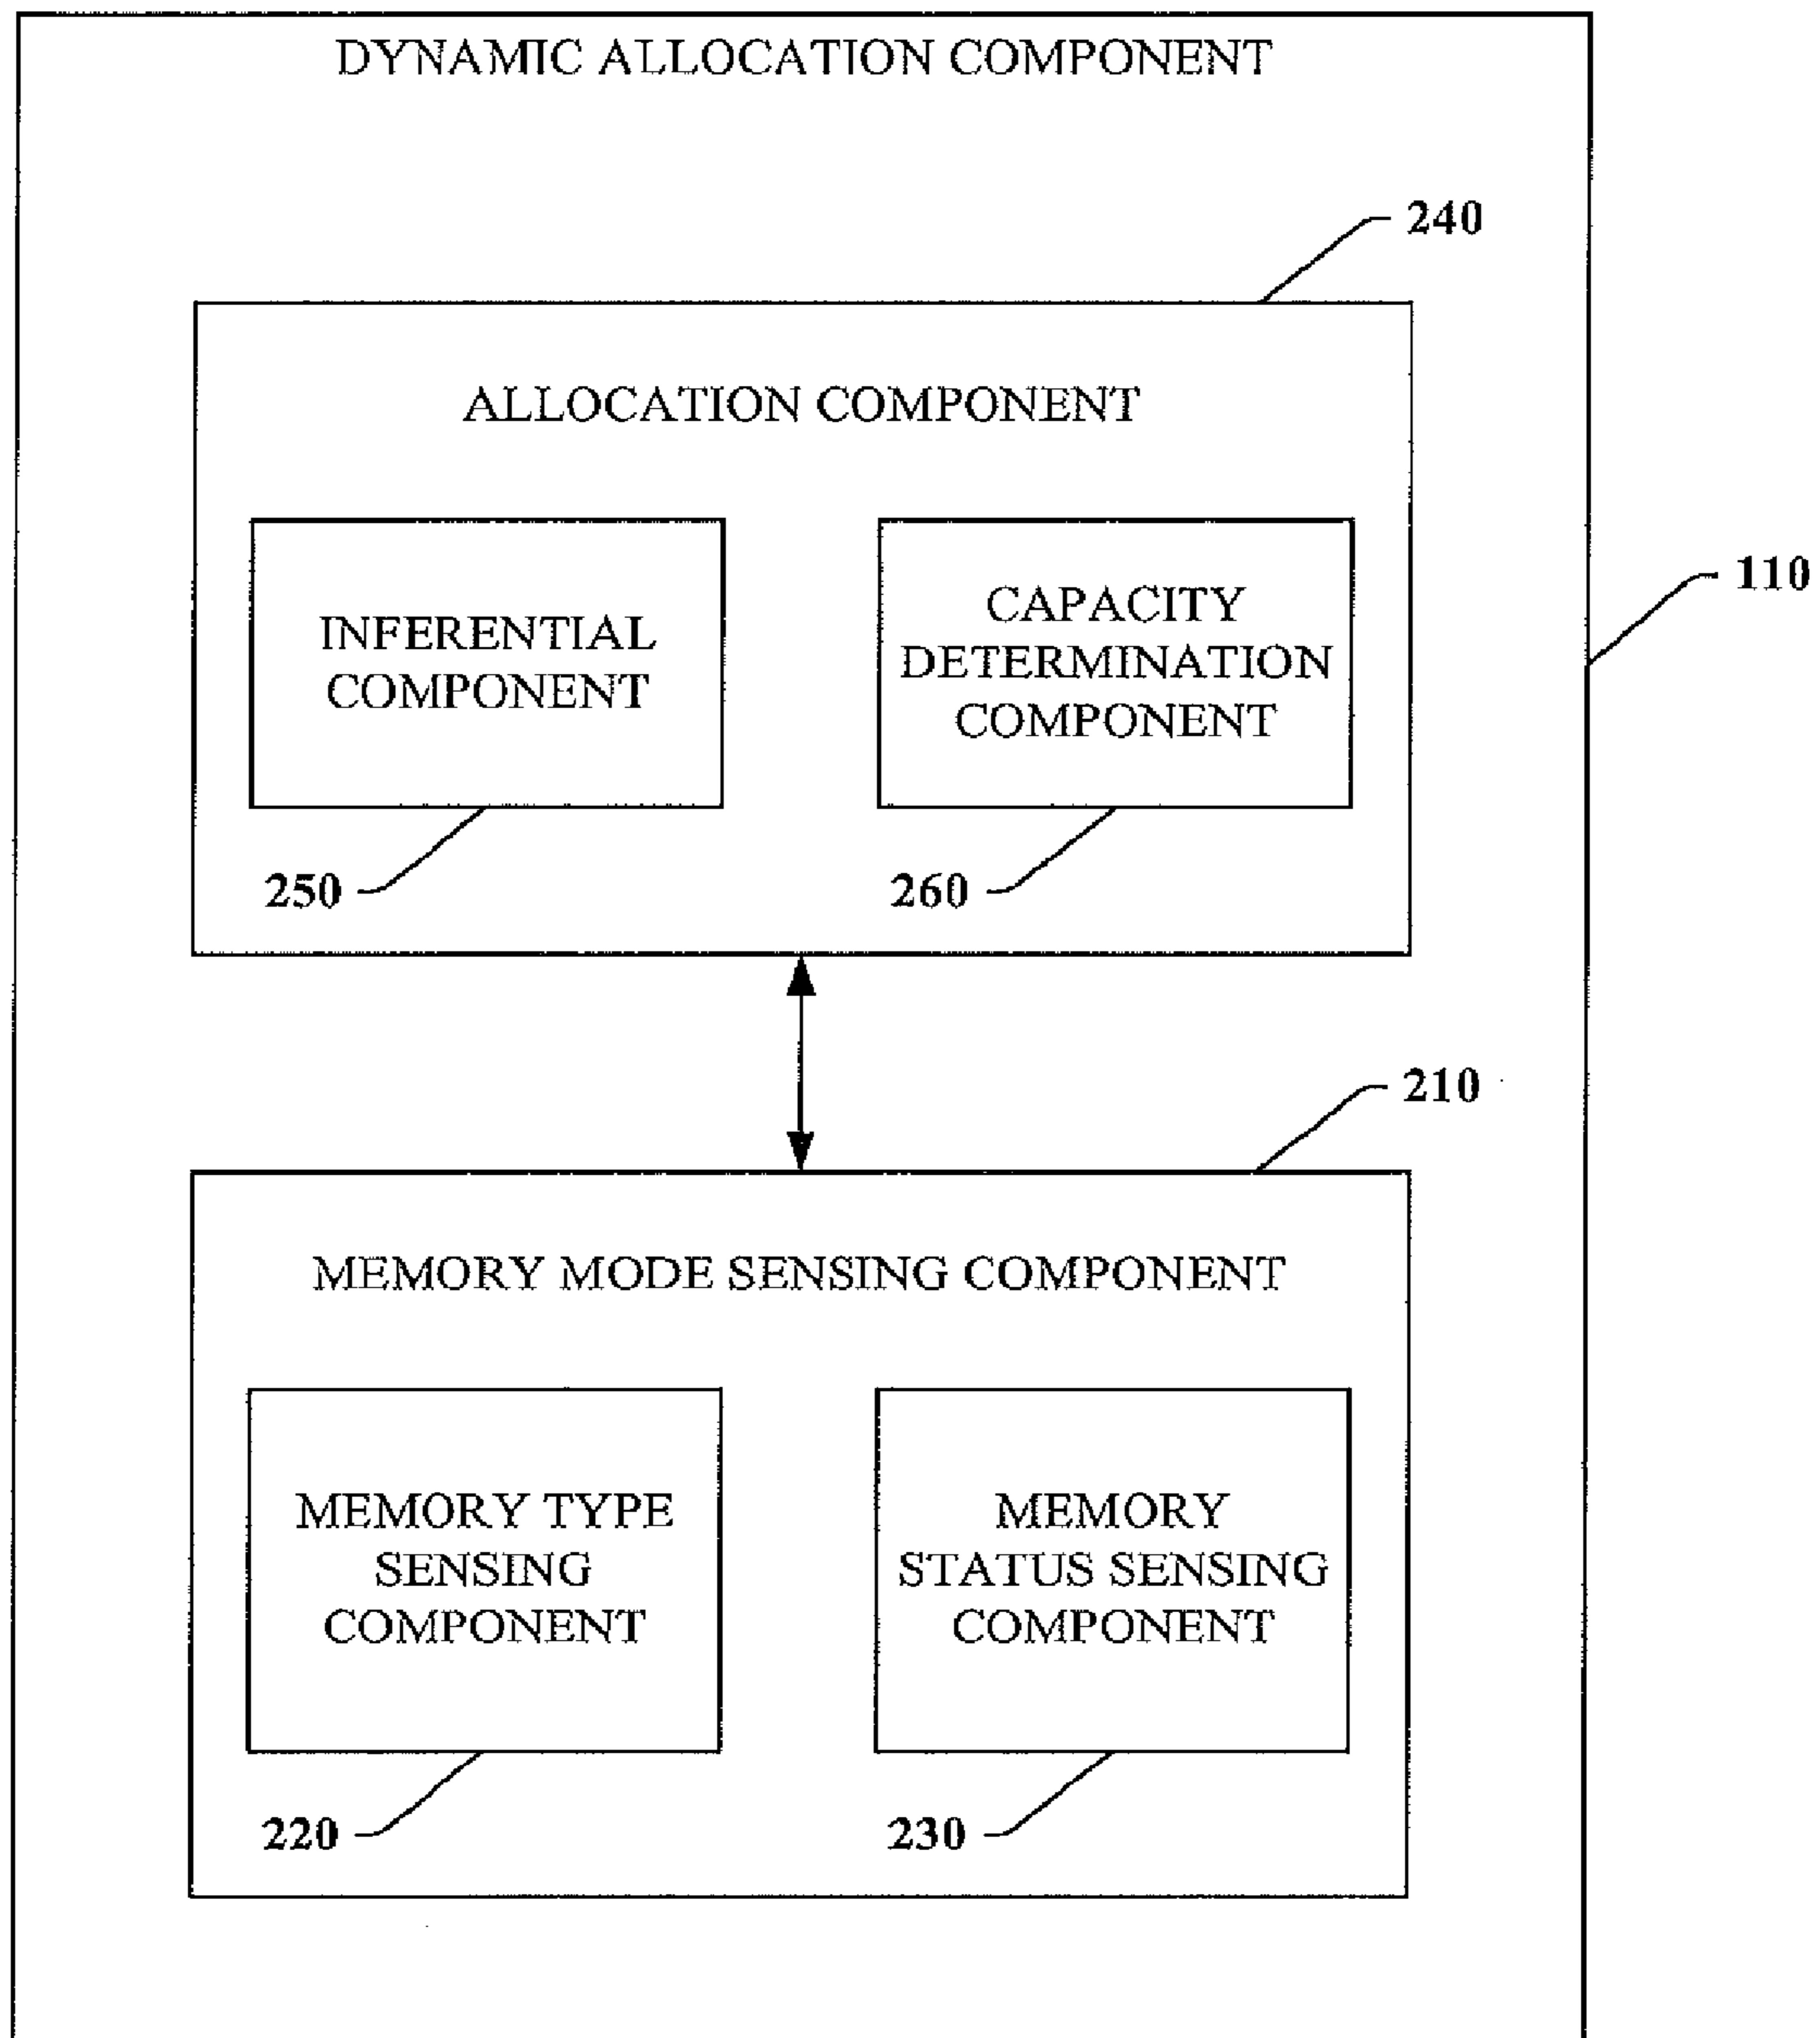 DYNAMIC ALLOCATION COMPONENT
240
ALLOCATION COMPONENT
INFERENTIAL
COMPONENT
CAPACITY
DETERMINATION
COMPONENT
110
250
260
210
MEMORY MODE SENSING COMPONENT
MEMORY TYPE
SENSING
COMPONENT
MEMORY
STATUS SENSING
COMPONENT
220
230